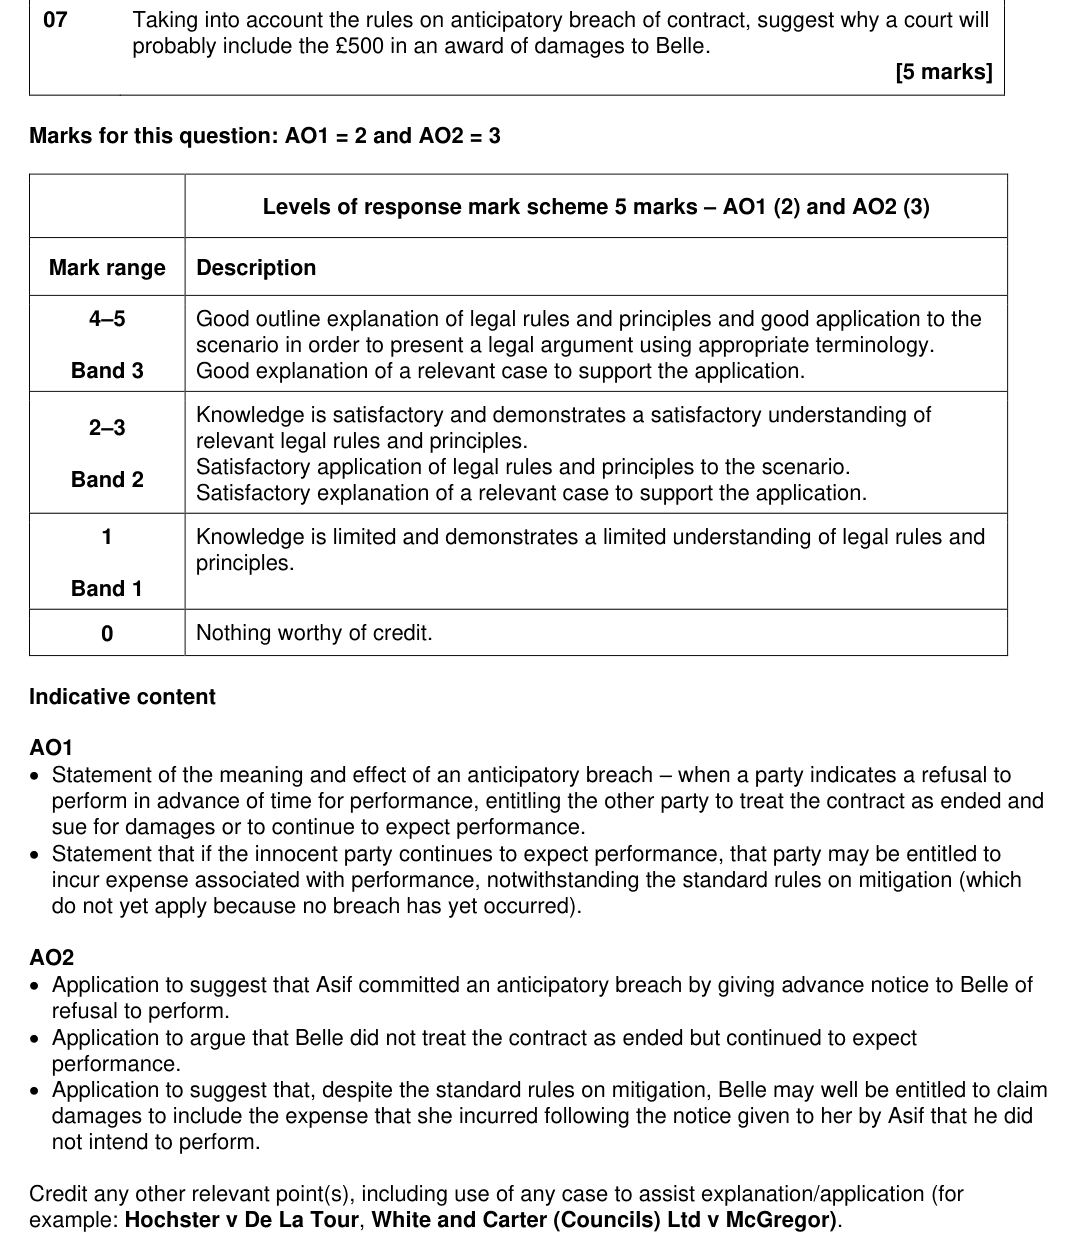 07 Taking into account the rules on anticipatory breach of contract, suggest why a court will
probably include the £500 in an award of damages to Belle.
[5 marks]
Marks for this question: AO1 = 2 and AO2 = 3
Levels of response mark scheme 5 marks – AO1 (2) and AO2 (3)
Mark range Description
4–5
Band 3
Good outline explanation of legal rules and principles and good application to the
scenario in order to present a legal argument using appropriate terminology.
Good explanation of a relevant case to support the application.
2–3
Band 2
Knowledge is satisfactory and demonstrates a satisfactory understanding of
relevant legal rules and principles.
Satisfactory application of legal rules and principles to the scenario.
Satisfactory explanation of a relevant case to support the application.
1
Band 1
Knowledge is limited and demonstrates a limited understanding of legal rules and
principles.
0 Nothing worthy of credit.
Indicative content
AO1
• Statement of the meaning and effect of an anticipatory breach – when a party indicates a refusal to
perform in advance of time for performance, entitling the other party to treat the contract as ended and
sue for damages or to continue to expect performance.
• Statement that if the innocent party continues to expect performance, that party may be entitled to
incur expense associated with performance, notwithstanding the standard rules on mitigation (which
do not yet apply because no breach has yet occurred).
AO2
• Application to suggest that Asif committed an anticipatory breach by giving advance notice to Belle of
refusal to perform.
• Application to argue that Belle did not treat the contract as ended but continued to expect
performance.
• Application to suggest that, despite the standard rules on mitigation, Belle may well be entitled to claim
damages to include the expense that she incurred following the notice given to her by Asif that he did
not intend to perform.
Credit any other relevant point(s), including use of any case to assist explanation/application (for
example: Hochster v De La Tour, White and Carter (Councils) Ltd v McGregor).